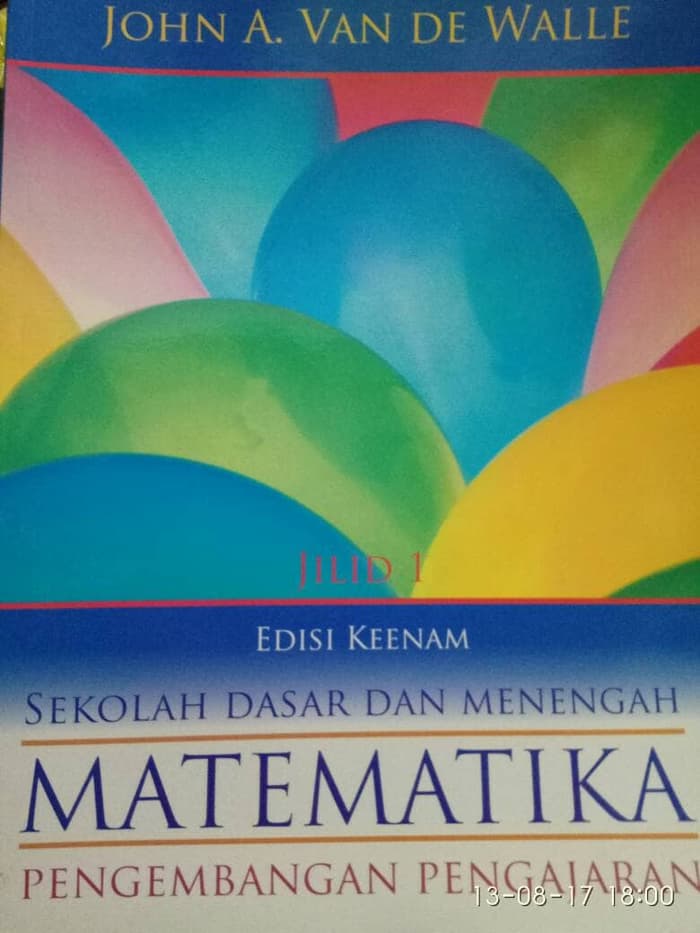 JOHN A. VAN DE WALLE
JILID 1
EDISI KEENAM
SEKOLAH DASAR DAN MENENGAH
MATEMATIKA
PENGEMBANGAN PENGAJARAN
13-08-17 18:00